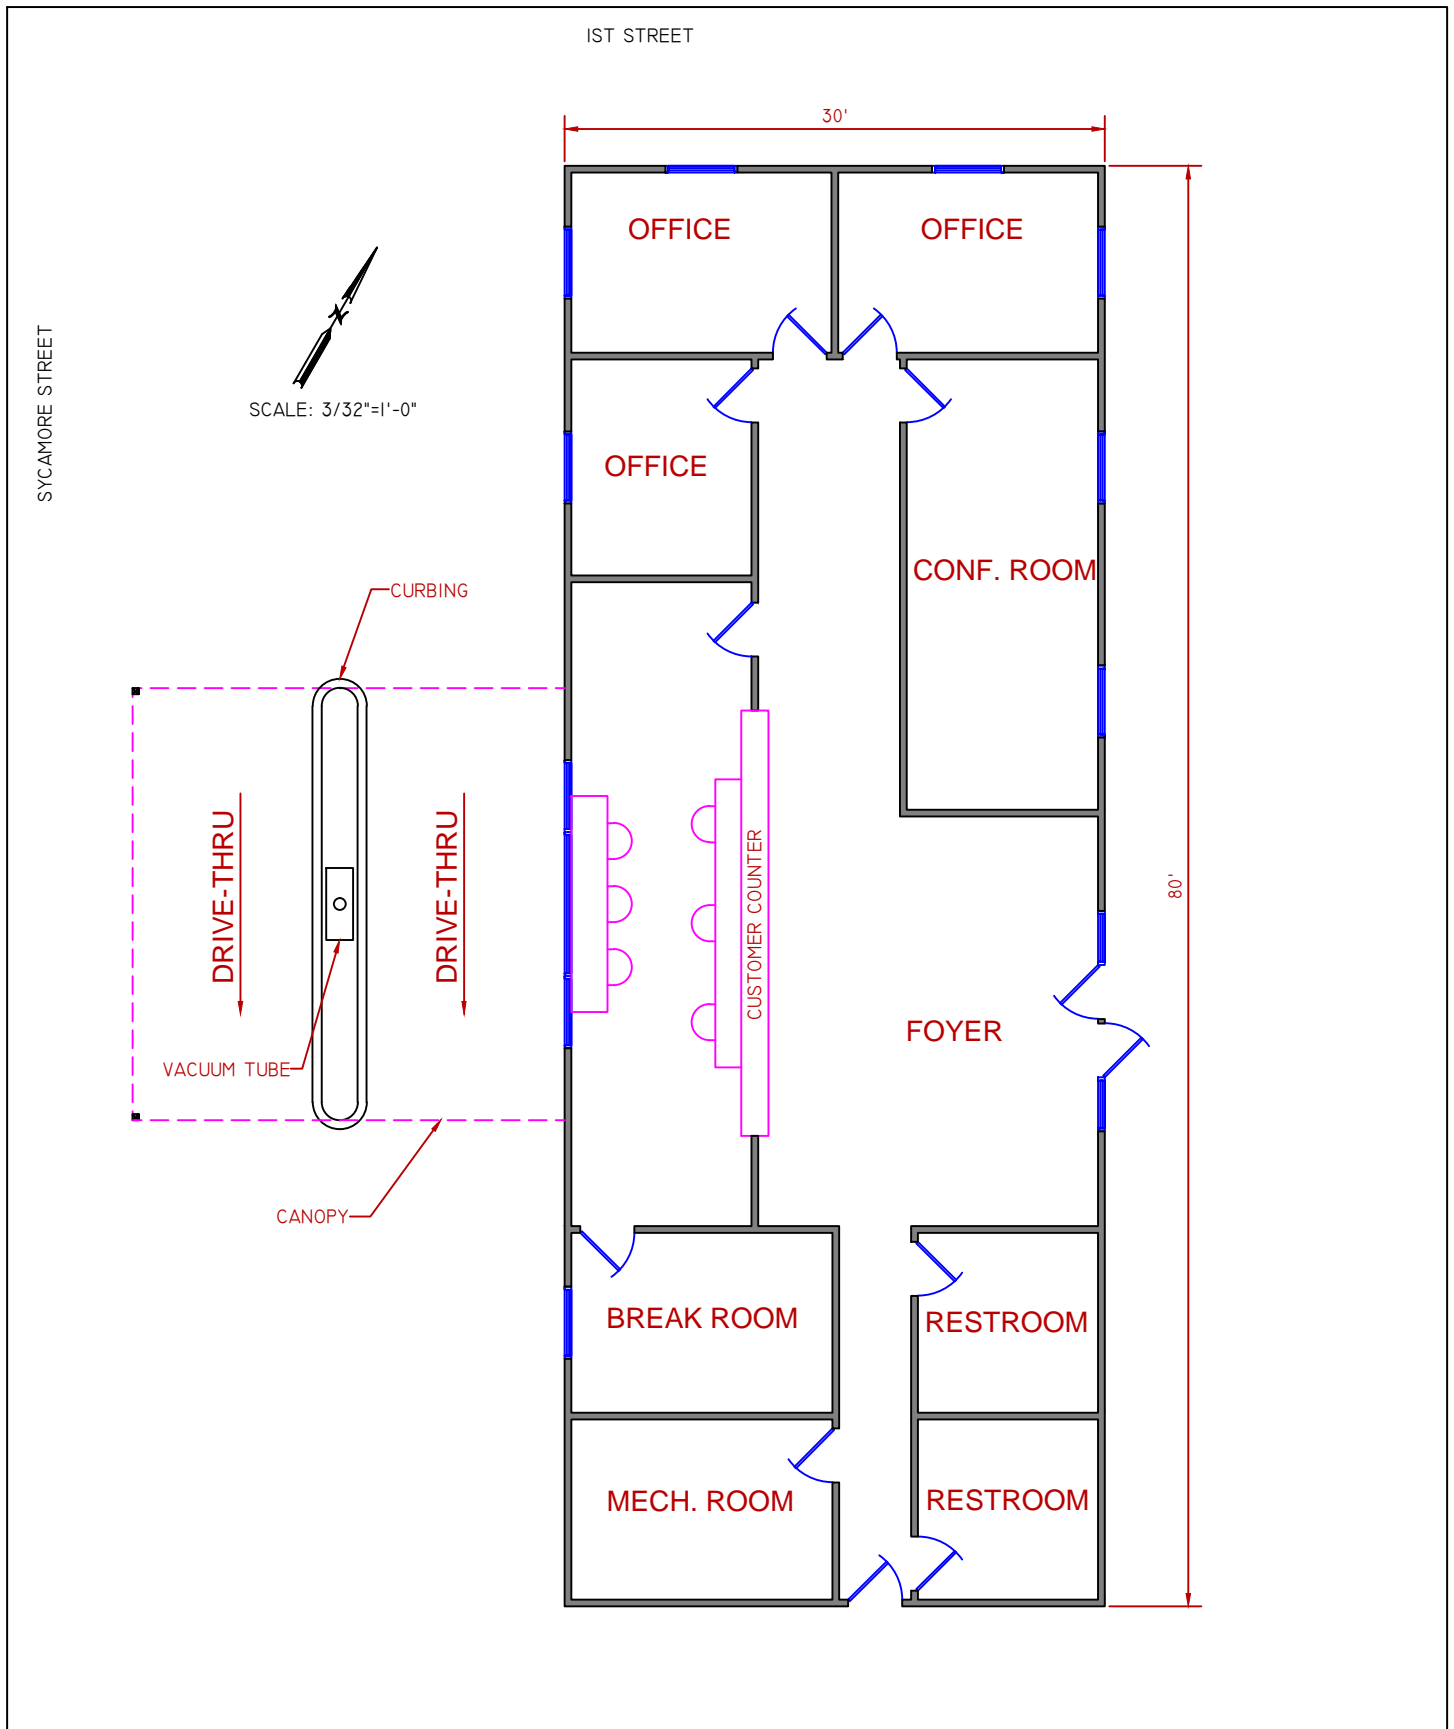 IST STREET
30'
OFFICE
OFFICE
SYCAMORE STREET
N
SCALE: 3/32"=1'-0"
OFFICE
CONF. ROOM
CURBING
DRIVE-THRU
DRIVE-THRU
CUSTOMER COUNTER
80'
FOYER
VACUUM TUBE
CANOPY
BREAK ROOM
RESTROOM
MECH. ROOM
RESTROOM